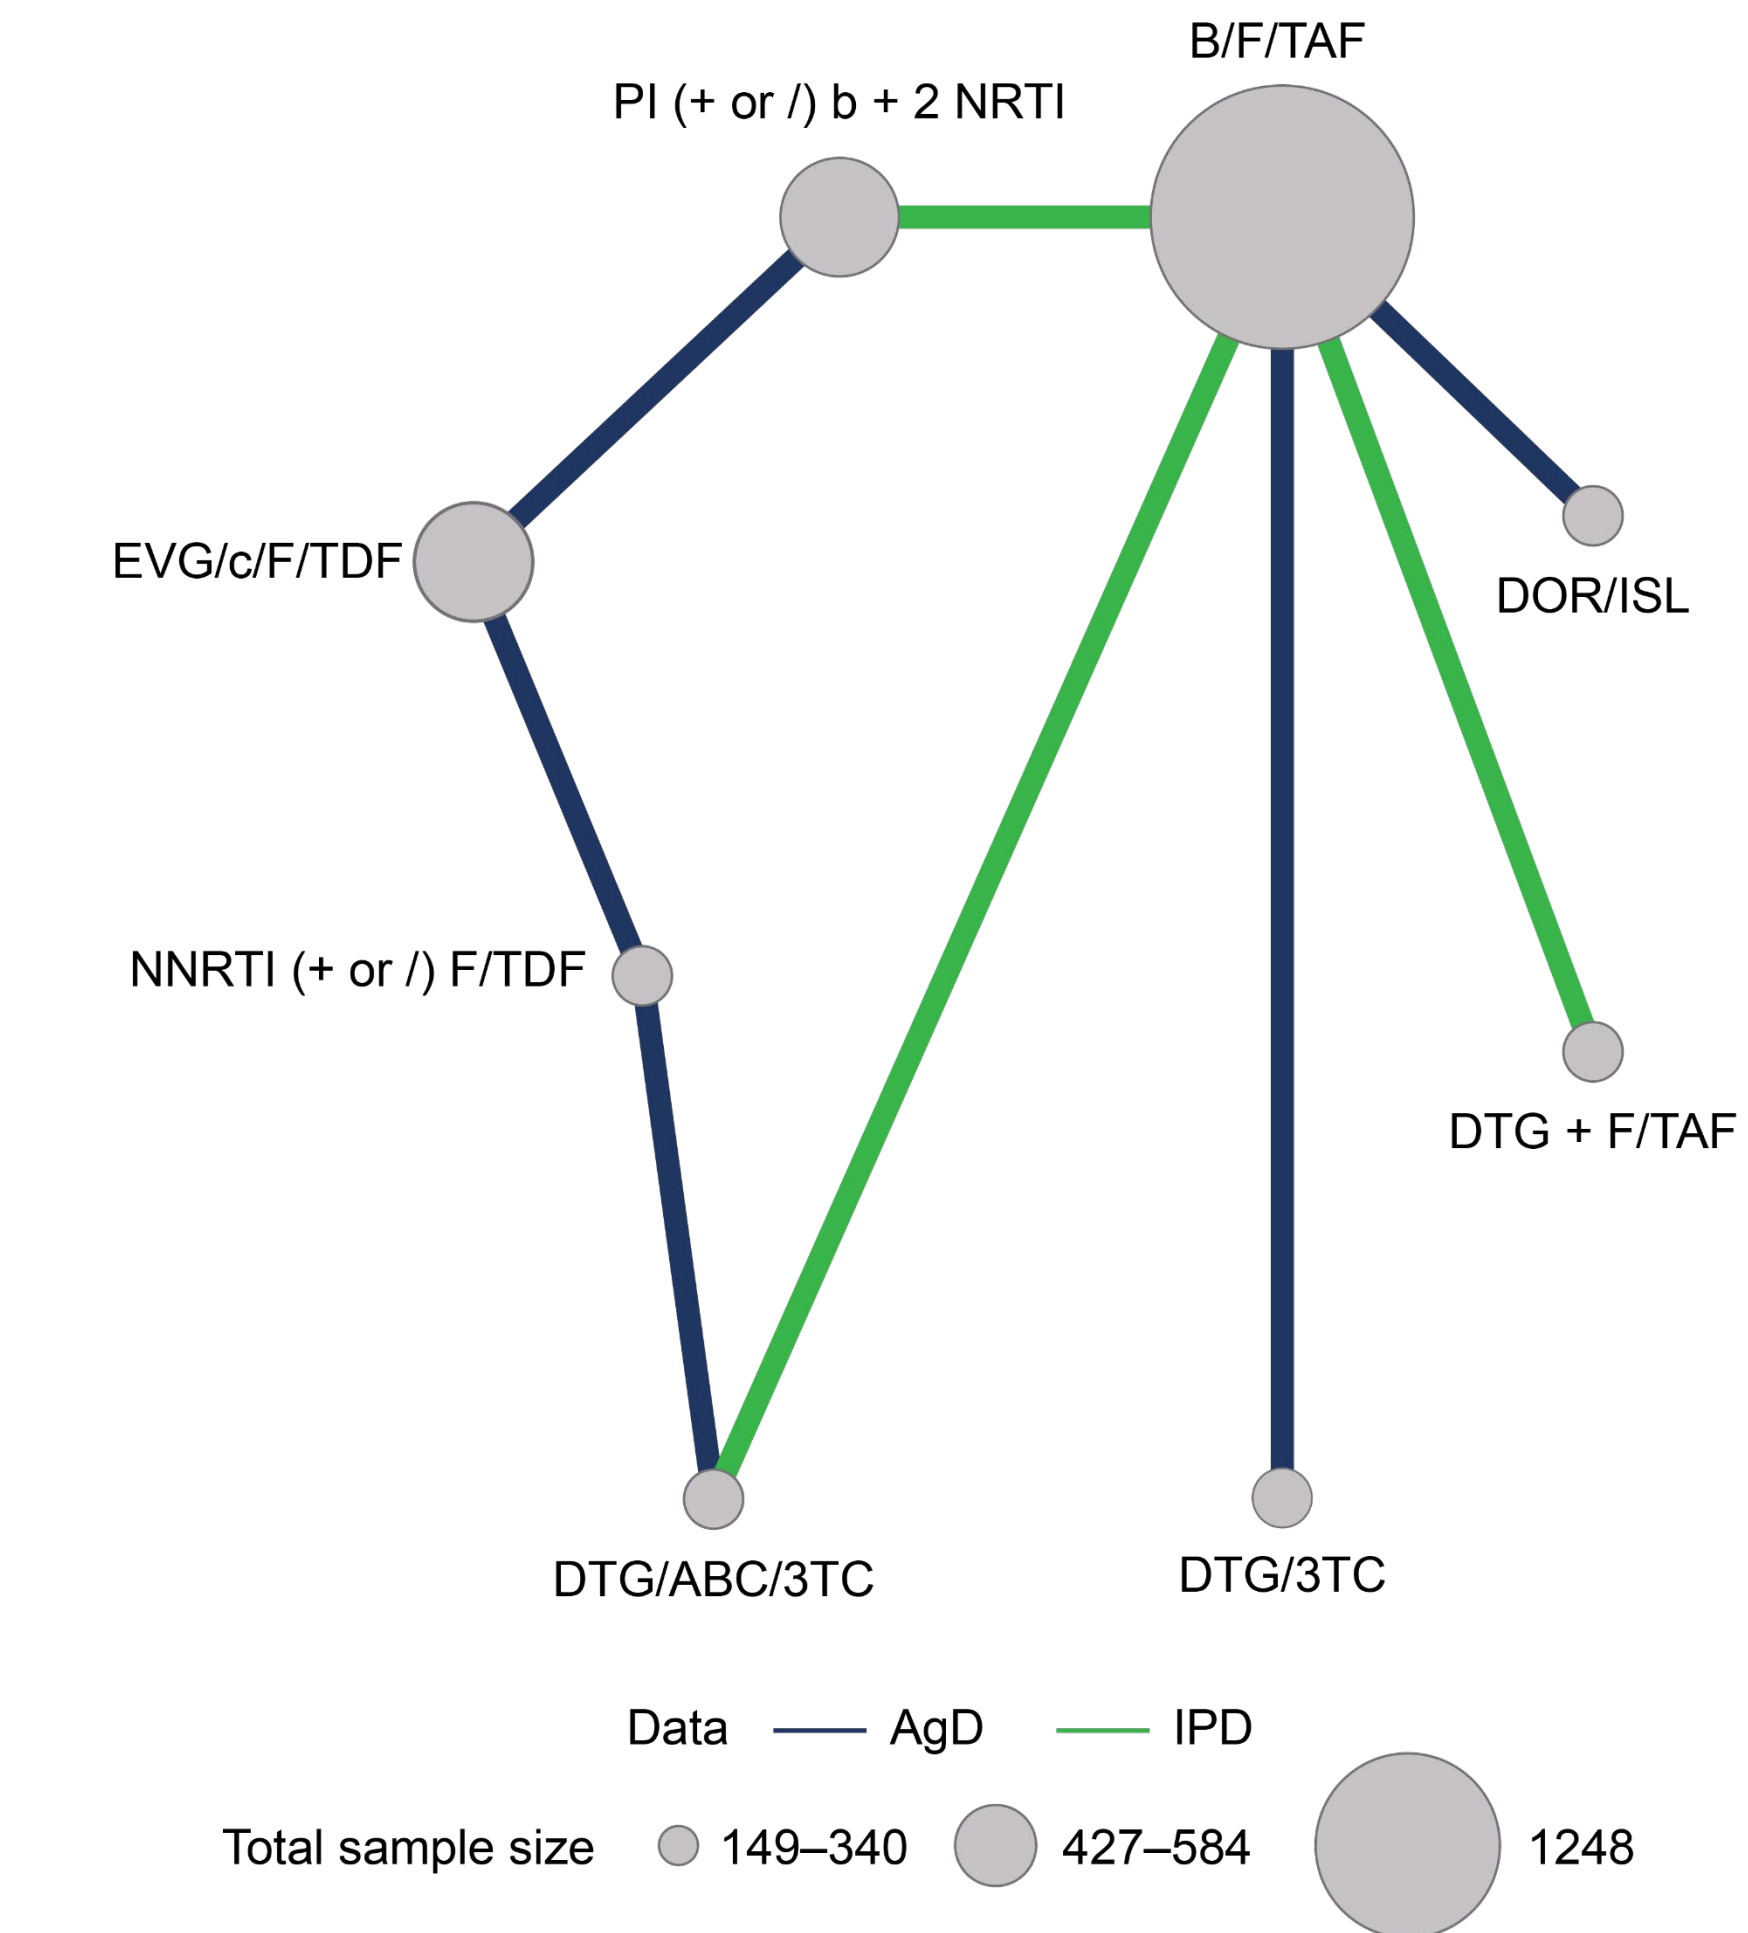 B/F/TAF
PI (+ or /) b + 2 NRTI
EVG/c/F/TDF
DOR/ISL
NNRTI (+ or /) F/TDF
DTG + F/TAF
DTG/ABC/3TC
DTG/3TC
Data AgD IPD
Total sample size 149–340 427–584 1248